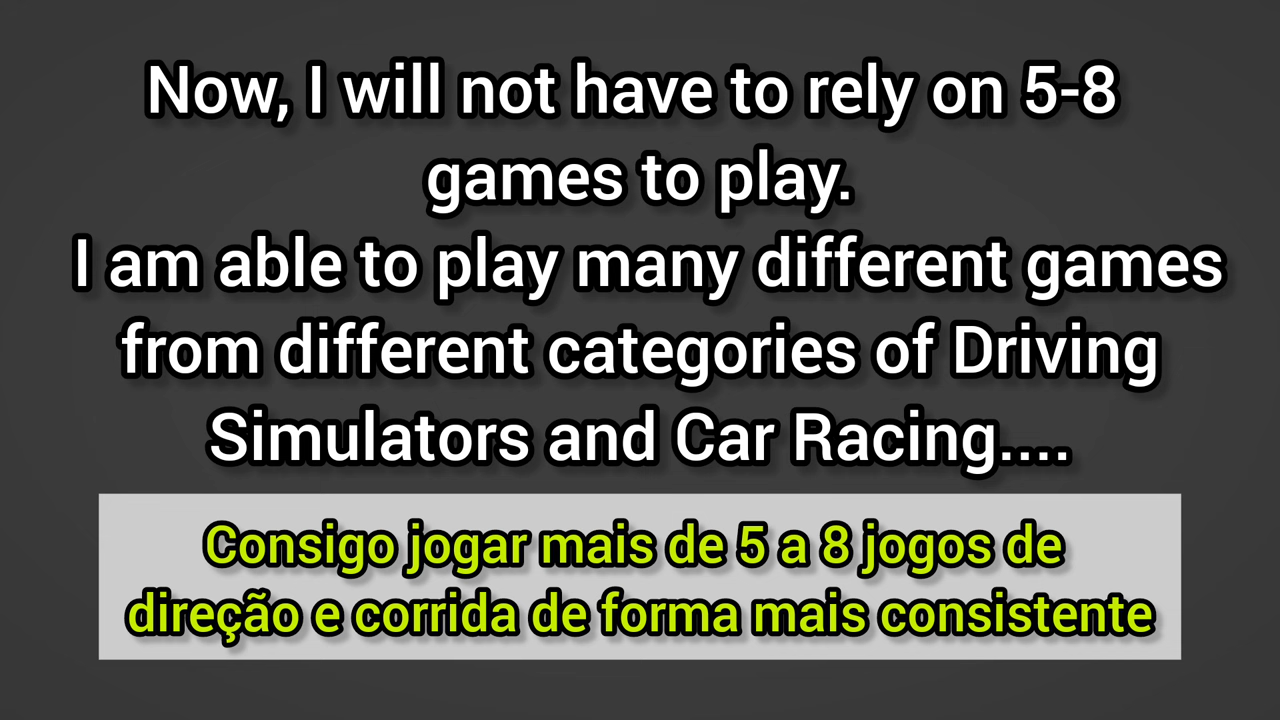 Now, I will not have to rely on 5-8
games to play.
I am able to play many different games
from different categories of Driving
Simulators and Car Racing....
Consigo jogar mais de 5 a 8 jogos de
direção e corrida de forma mais consistente